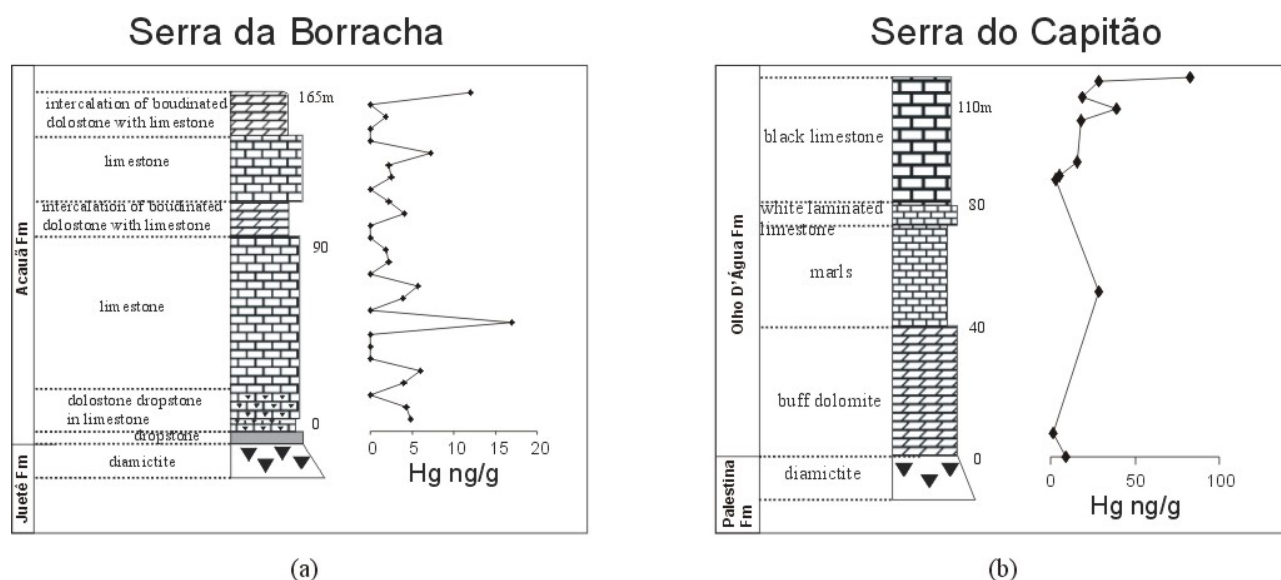 Serra da Borracha
Acauã Fm
Jueté Fm
intercalation of boudinated
dolostone with limestone
limestone
intercalation of boudinated
dolostone with limestone
limestone
dolostone dropstone
in limestone
dropstone
diamictite
165m
90
0
0 5 10 15 20
Hg ng/g
(a)
Serra do Capitão
Olho D'Água Fm
Palestina
Fm
black limestone
white laminated
limestone
marls
buff dolomite
diamictite
110m
80
40
0
0 50 100
Hg ng/g
(b)